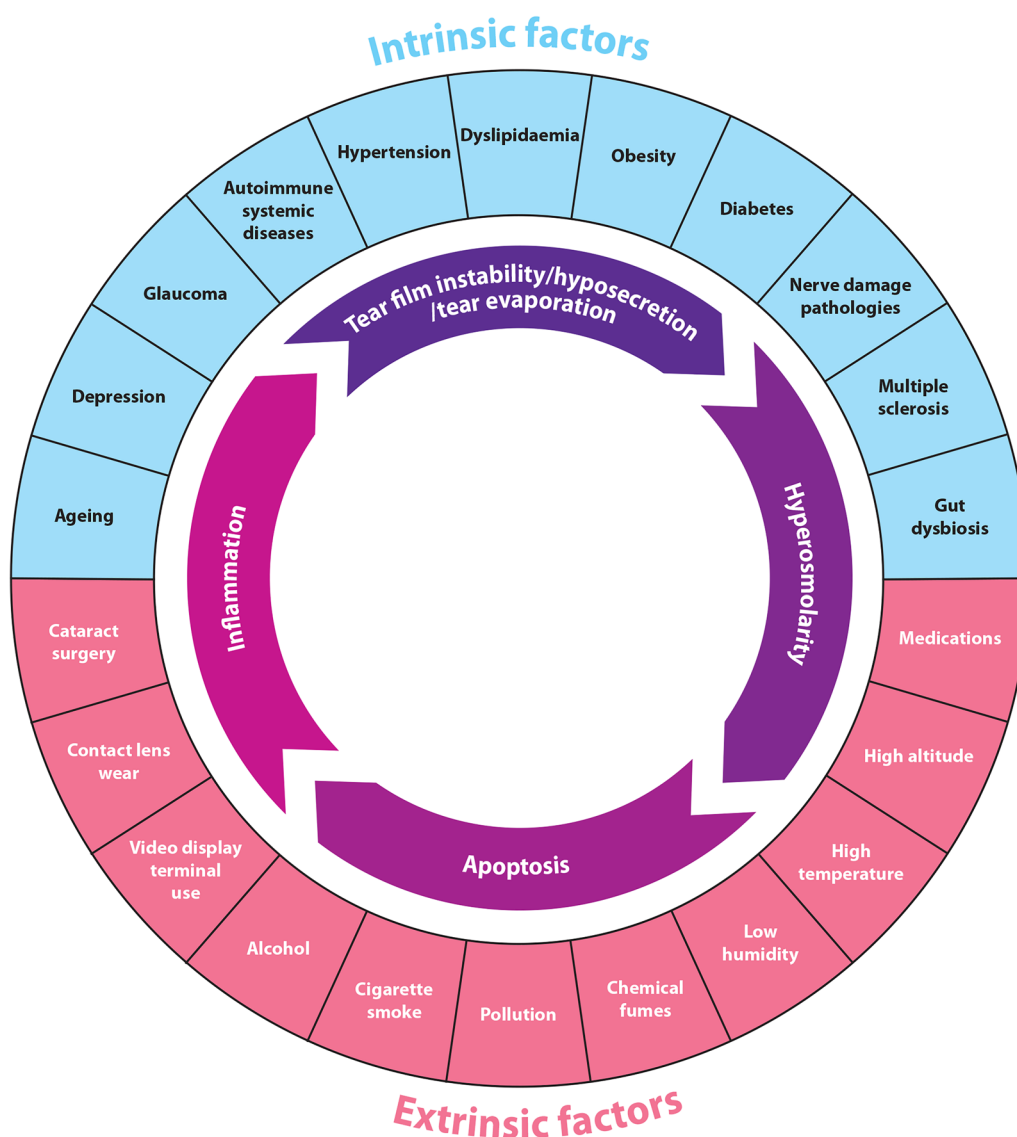 Intrinsic factors
Ageing
Depression
Glaucoma
Autoimmune
systemic
diseases
Hypertension
Dyslipidaemia
Obesity
Diabetes
Nerve damage
pathologies
Multiple
sclerosis
Gut
dysbiosis
Tear film instability/hyposecretion
/tear evaporation
Hyperosmolarity
Apoptosis
Inflammation
Medications
High altitude
High
temperature
Low
humidity
Chemical
fumes
Pollution
Cigarette
smoke
Alcohol
Video display
terminal
use
Contact lens
wear
Cataract
surgery
Extrinsic factors